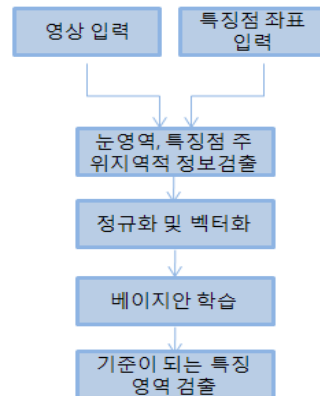 영상 입력
특징점 좌표
입력
눈영역, 특징점 주
위지역적 정보검출
정규화 및 벡터화
베이지안 학습
기준이 되는 특징
영역 검출